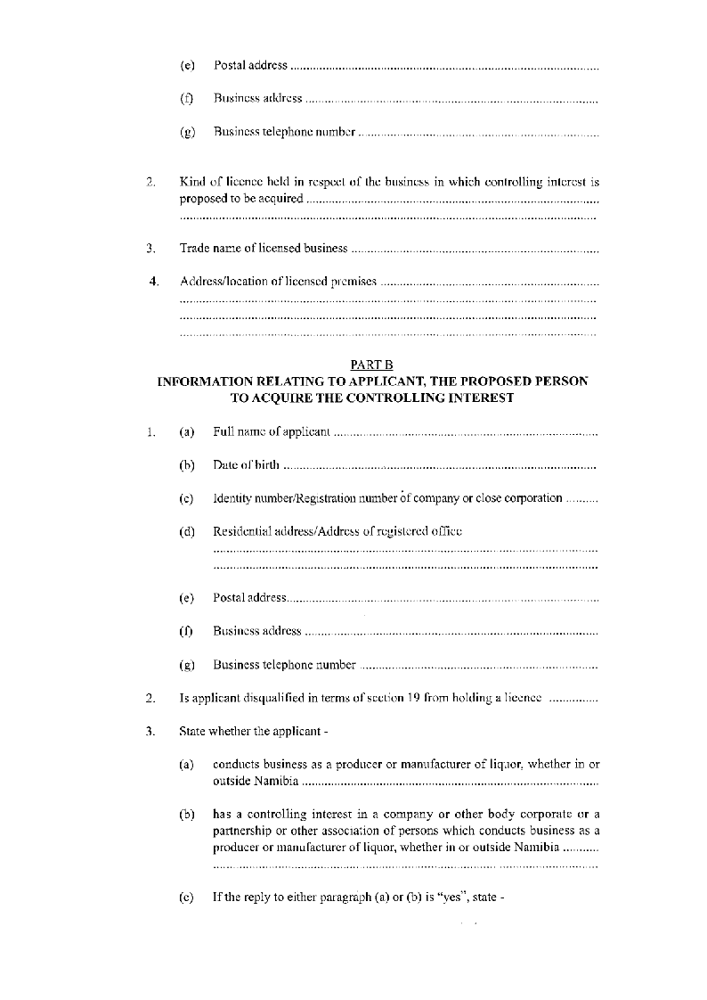 (e) Postal address ................................................................................................
(f) Business address ...........................................................................................
(g) Business telephone number ...........................................................................
2. Kind of licence held in respect of the business in which controlling interest is
proposed to be acquired ...........................................................................................
.................................................................................................................................
3. Trade name of licensed business .............................................................................
4. Address/location of licensed premises ....................................................................
.................................................................................................................................
.................................................................................................................................
.................................................................................................................................
PART B
INFORMATION RELATING TO APPLICANT, THE PROPOSED PERSON
TO ACQUIRE THE CONTROLLING INTEREST
1. (a) Full name of applicant ..................................................................................
(b) Date of birth .................................................................................................
(c) Identity number/Registration number of company or close corporation ..........
(d) Residential address/Address of registered office
.......................................................................................................................
.......................................................................................................................
(e) Postal address.................................................................................................
(f) Business address ...........................................................................................
(g) Business telephone number ..........................................................................
2. Is applicant disqualified in terms of section 19 from holding a licence ...............
3. State whether the applicant -
(a) conducts business as a producer or manufacturer of liquor, whether in or
outside Namibia ............................................................................................
(b) has a controlling interest in a company or other body corporate or a
partnership or other association of persons which conducts business as a
producer or manufacturer of liquor, whether in or outside Namibia ...........
.......................................................................................................................
(c) If the reply to either paragraph (a) or (b) is “yes”, state -